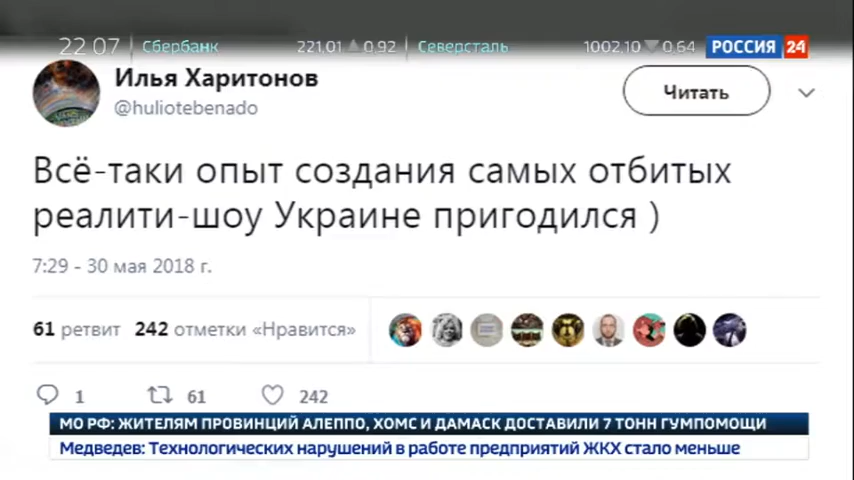 22 07 Сбербанк 221,01 ▲ 0,92 Северсталь 1002,10 ▼ 0,64 РОССИЯ 24
Илья Харитонов
@huliotebenado
Читать
Всё-таки опыт создания самых отбитых
реалити-шоу Украине пригодился )
7:29 - 30 мая 2018 г.
61 ретвит 242 отметки «Нравится»
1 61 242
МО РФ: ЖИТЕЛЯМ ПРОВИНЦИЙ АЛЕППО, ХОМС И ДАМАСК ДОСТАВИЛИ 7 ТОНН ГУМПОМОЩИ
Медведев: Технологических нарушений в работе предприятий ЖКХ стало меньше